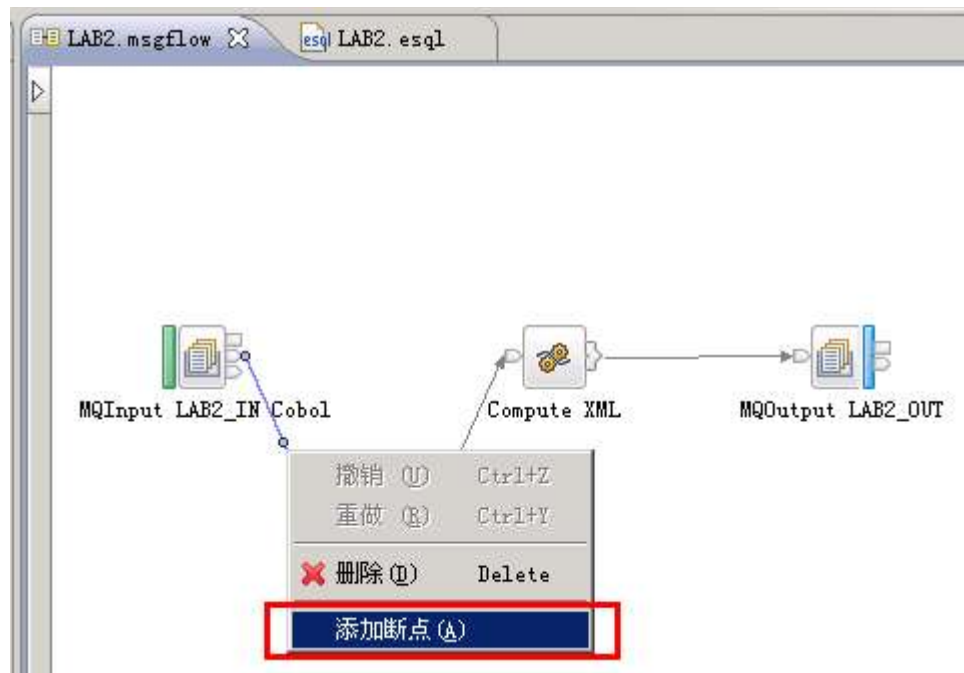 LAB2.msgflow
esql LAB2.esql
MQInput LAB2_IN Cobol
Compute XML
MQOutput LAB2_OUT
撤销 (U) Ctrl+Z
重做 (R) Ctrl+Y
删除(D) Delete
添加断点(A)